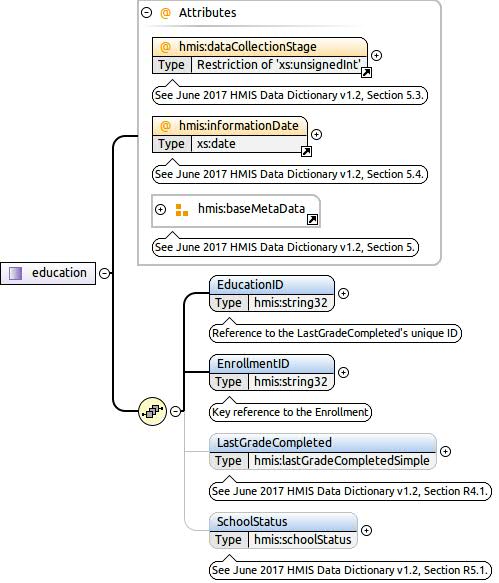 @ Attributes
@ hmis:dataCollectionStage
Type Restriction of 'xs:unsignedInt'
See June 2017 HMIS Data Dictionary v1.2, Section 5.3.
@ hmis:informationDate
Type xs:date
See June 2017 HMIS Data Dictionary v1.2, Section 5.4.
hmis:baseMetaData
See June 2017 HMIS Data Dictionary v1.2, Section 5.
education
EducationID
Type hmis:string32
Reference to the LastGradeCompleted's unique ID
EnrollmentID
Type hmis:string32
Key reference to the Enrollment
LastGradeCompleted
Type hmis:lastGradeCompletedSimple
See June 2017 HMIS Data Dictionary v1.2, Section R4.1.
SchoolStatus
Type hmis:schoolStatus
See June 2017 HMIS Data Dictionary v1.2, Section R5.1.